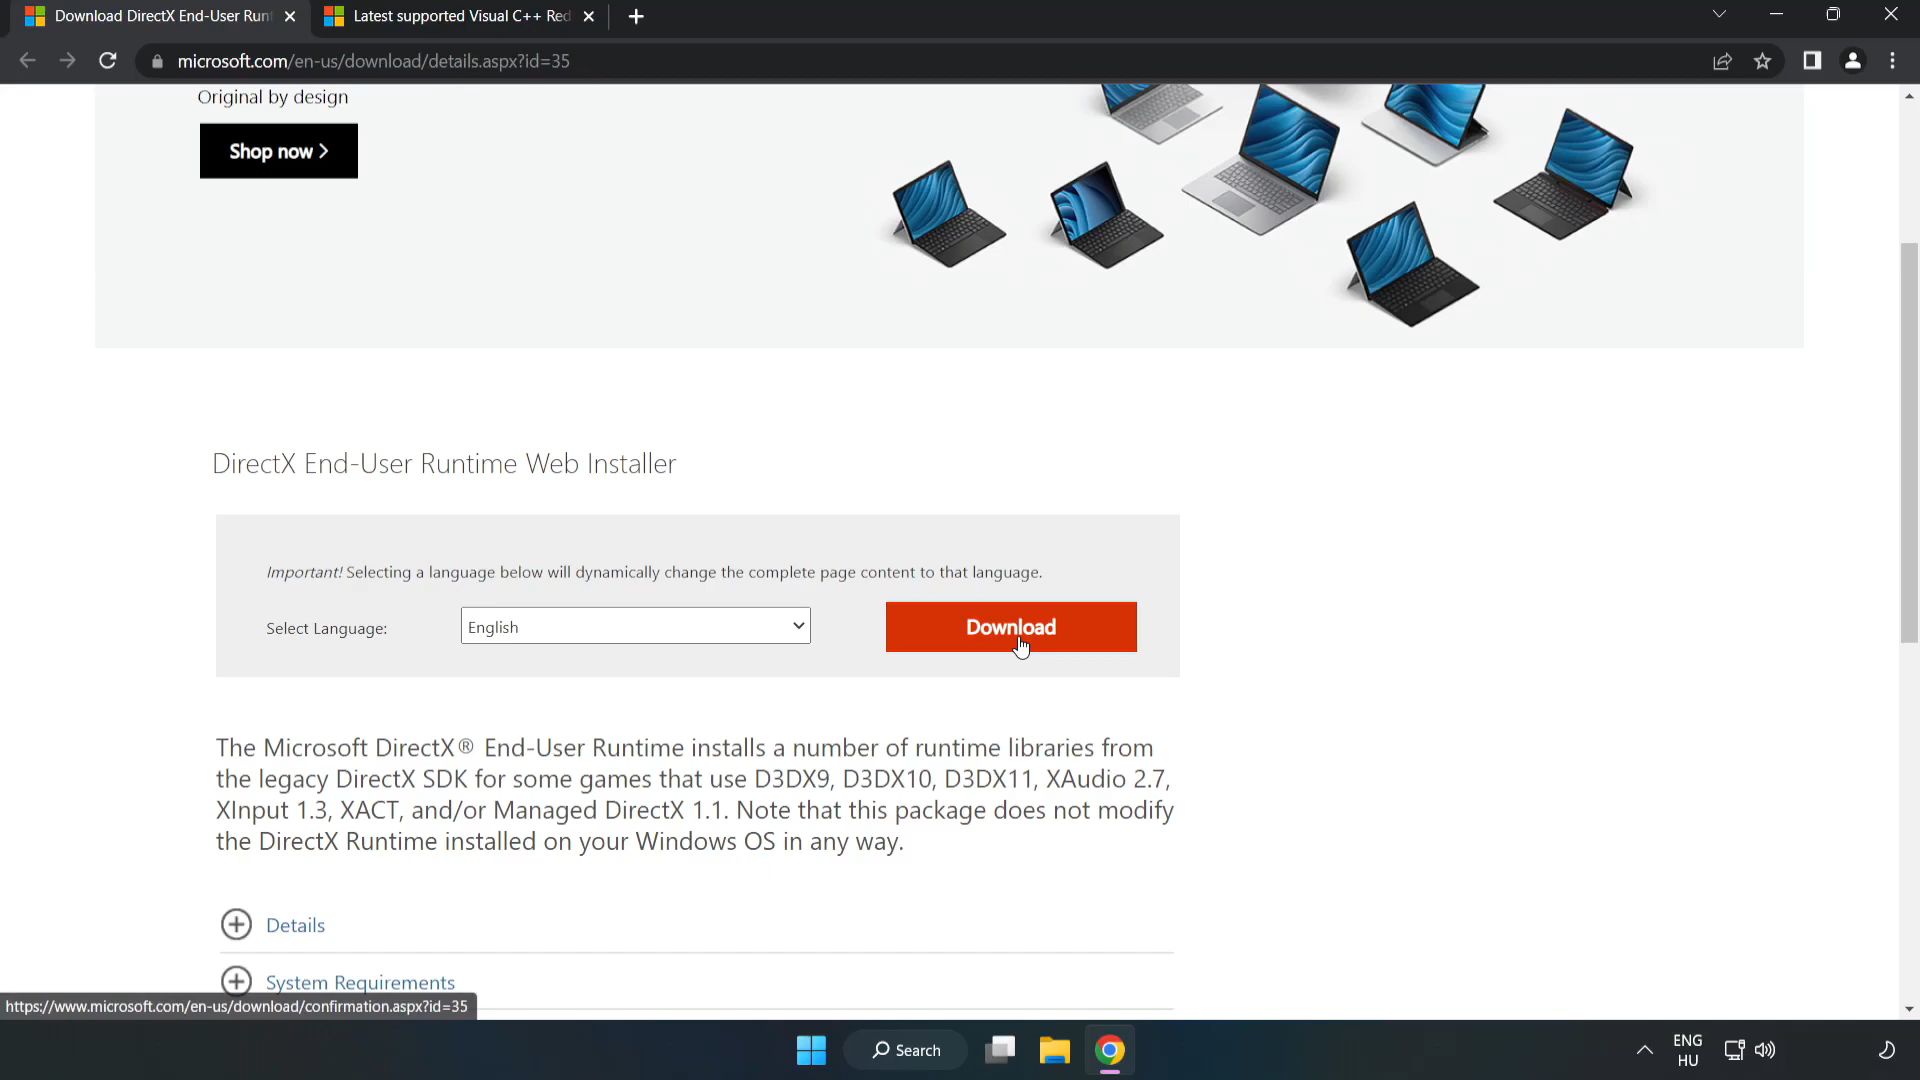 Download DirectX End-User Runt
Latest supported Visual C++ Red
microsoft.com/en-us/download/details.aspx?id=35
Original by design
Shop now >
DirectX End-User Runtime Web Installer
Important! Selecting a language below will dynamically change the complete page content to that language.
Select Language:
English
Download
The Microsoft DirectX® End-User Runtime installs a number of runtime libraries from
the legacy DirectX SDK for some games that use D3DX9, D3DX10, D3DX11, XAudio 2.7,
XInput 1.3, XACT, and/or Managed DirectX 1.1. Note that this package does not modify
the DirectX Runtime installed on your Windows OS in any way.
Details
System Requirements
https://www.microsoft.com/en-us/download/confirmation.aspx?id=35
Search
ENG
HU